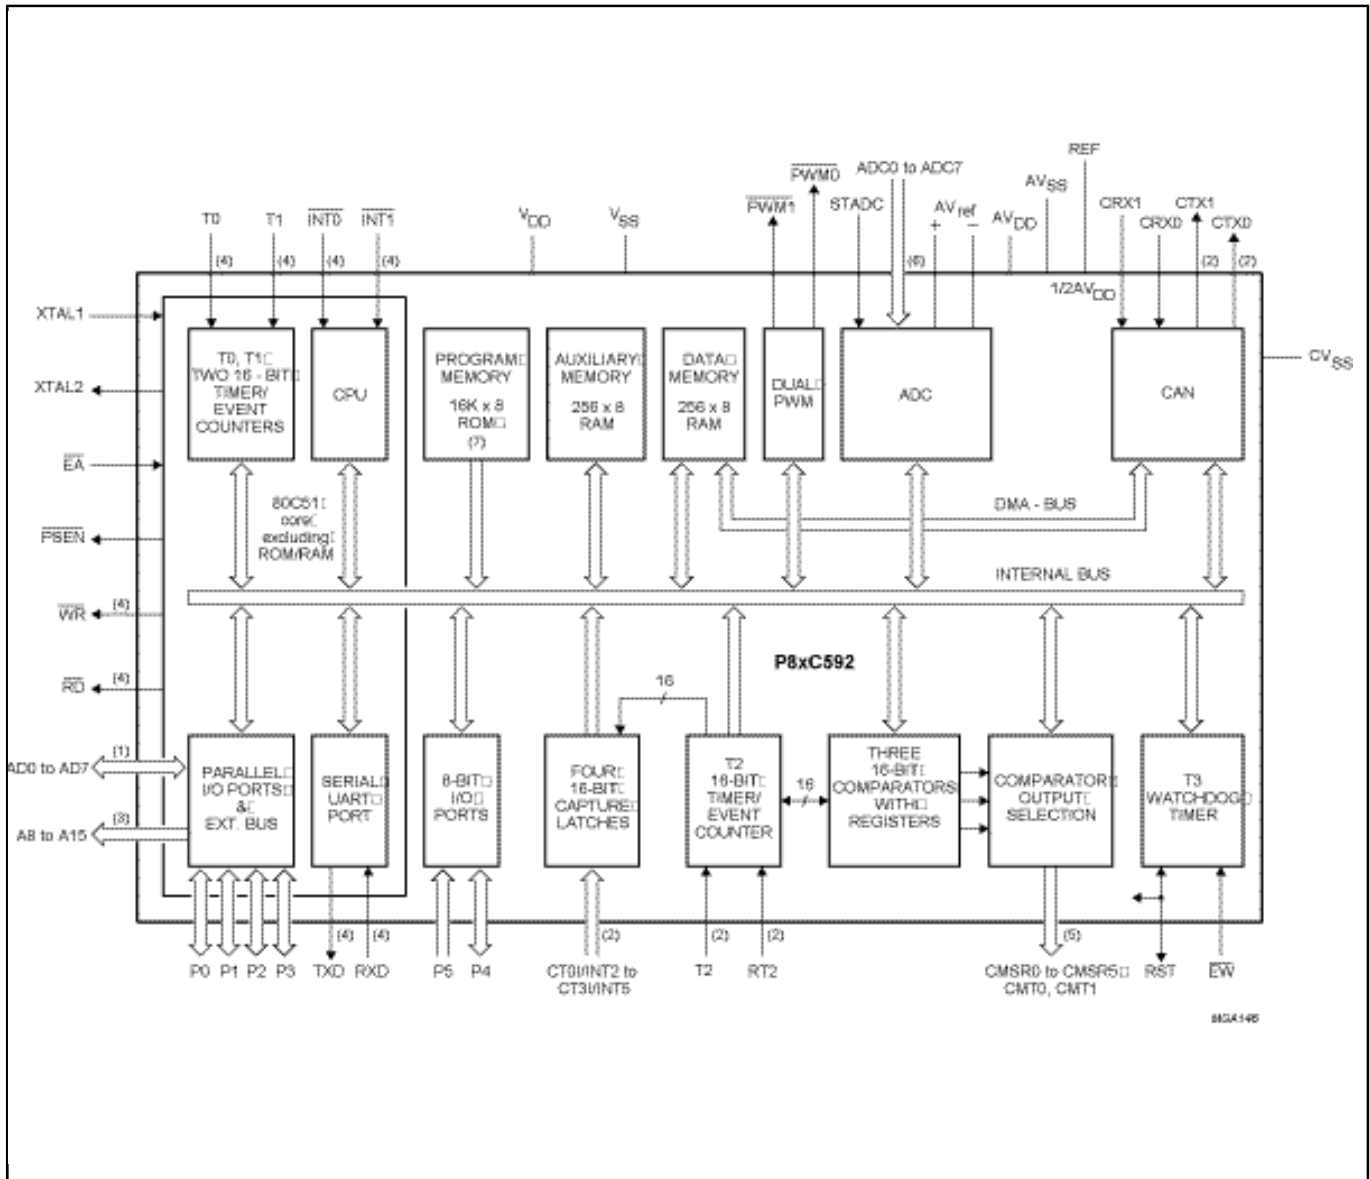 REF
PWM0
ADC0 to ADC7
AVSS
PWM1
STADC
AVref
+
−
AVDD
CRX1
CTX1
CRX0
CTX0
T0
T1
INT0
INT1
VDD
VSS
(4)
(4)
(4)
(4)
(6)
(2)
(2)
1/2AVDD
XTAL1
XTAL2
EA
PSEN
WR
(4)
RD
(4)
AD0 to AD7
(1)
A8 to A15
(3)
CVSS
T0, T1
TWO 16 - BIT
TIMER/
EVENT
COUNTERS
CPU
PROGRAM
MEMORY
16K x 8
ROM
(7)
AUXILIARY
MEMORY
256 x 8
RAM
DATA
MEMORY
256 x 8
RAM
DUAL
PWM
ADC
CAN
80C51
core
excluding
ROM/RAM
DMA - BUS
INTERNAL BUS
P8xC592
16
PARALLEL
I/O PORTS
&
EXT. BUS
SERIAL
UART
PORT
8-BIT
I/O
PORTS
FOUR
16-BIT
CAPTURE
LATCHES
T2
16-BIT
TIMER/
EVENT
COUNTER
16
THREE
16-BIT
COMPARATORS
WITH
REGISTERS
COMPARATOR
OUTPUT
SELECTION
T3
WATCHDOG
TIMER
(4)
(4)
(2)
(2)
(2)
(5)
P0
P1
P2
P3
TXD
RXD
P5
P4
CT0I/INT2 to
CT3I/INT5
T2
RT2
CMSR0 to CMSR5
CMT0, CMT1
RST
EW
MGA146